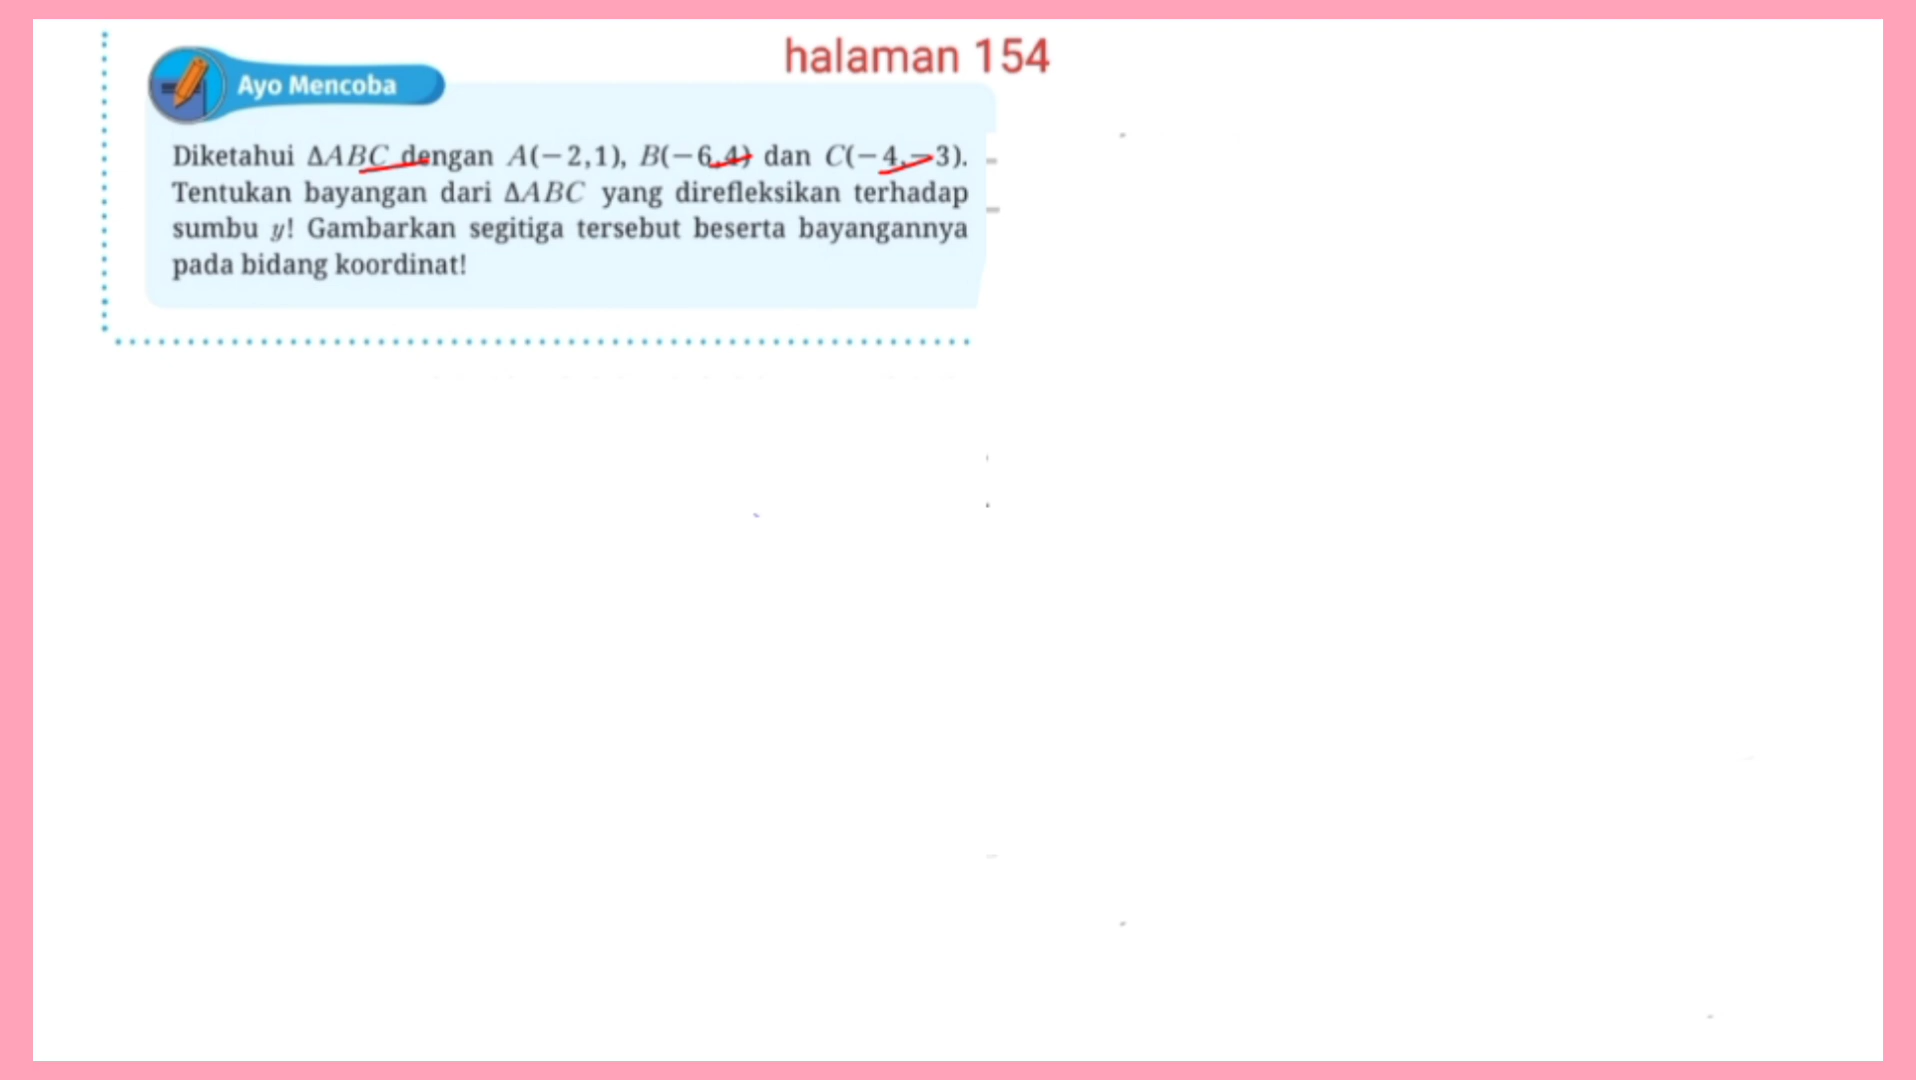 halaman 154
Ayo Mencoba
Diketahui ΔABC dengan A(−2,1), B(−6,4) dan C(−4,−3).
Tentukan bayangan dari ΔABC yang direfleksikan terhadap
sumbu y! Gambarkan segitiga tersebut beserta bayangannya
pada bidang koordinat!